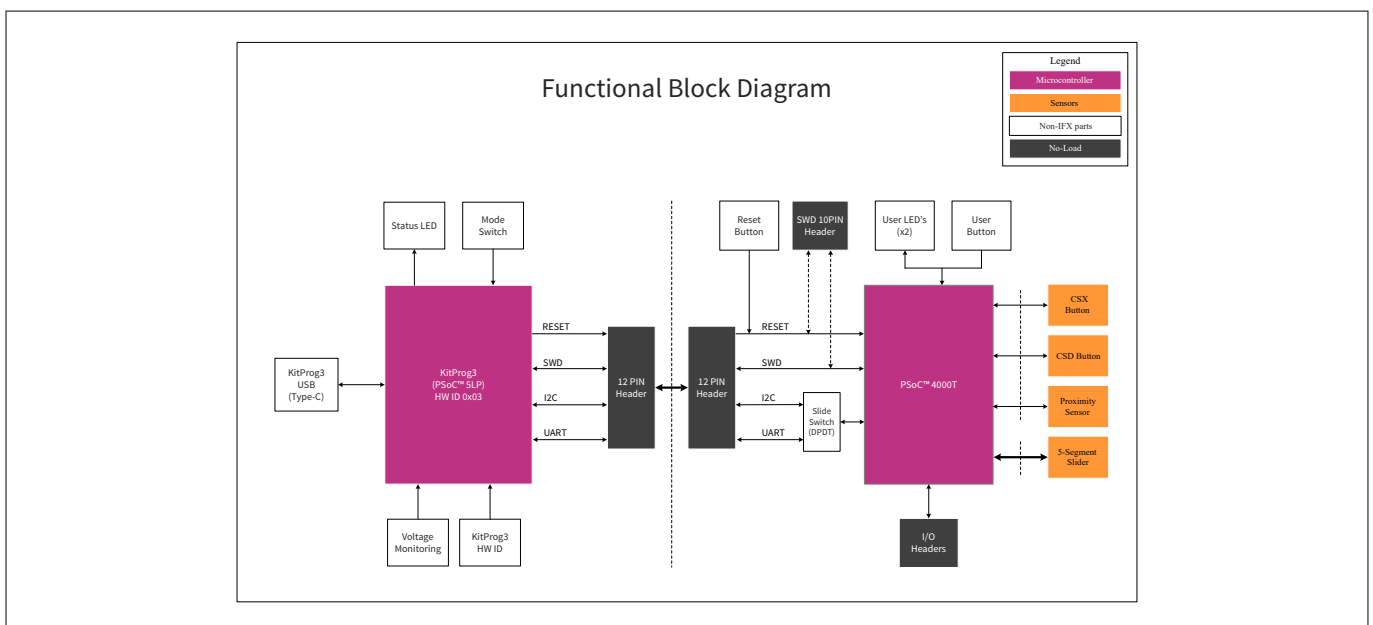 Functional Block Diagram
Legend
Microcontroller
Sensors
Non-IFX parts
No-Load
Status LED
Mode
Switch
Reset
Button
SWD 10PIN
Header
User LED's
(x2)
User
Button
KitProg3
USB
(Type-C)
KitProg3
(PSoC™ 5LP)
HW ID 0x03
RESET
SWD
I2C
UART
12 PIN
Header
12 PIN
Header
RESET
SWD
I2C
UART
Slide
Switch
(DPDT)
PSoC™ 4000T
CSX
Button
CSD Button
Proximity
Sensor
5-Segment
Slider
Voltage
Monitoring
KitProg3
HW ID
I/O
Headers